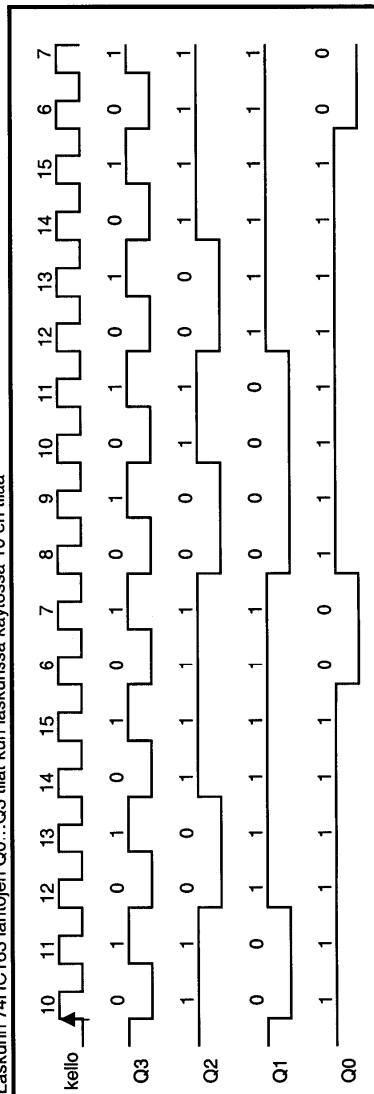 Laskurin 74HC163 lähtöjen Q0...Q3 tilat kun laskurissa käytössä 10 eri tilaa
10 11 12 13 14 15 6 7 8 9 10 11 12 13 14 15 6 7
kello
Q3 0 1 0 1 0 1 0 1 0 1 0 1 0 1 0 1 0 1
Q2 1 1 0 0 1 1 1 1 0 0 1 1 0 0 1 1 1 1
Q1 0 0 1 1 1 1 1 1 0 0 0 0 1 1 1 1 1 1
Q0 1 1 1 1 1 1 0 0 1 1 1 1 1 1 1 1 0 0